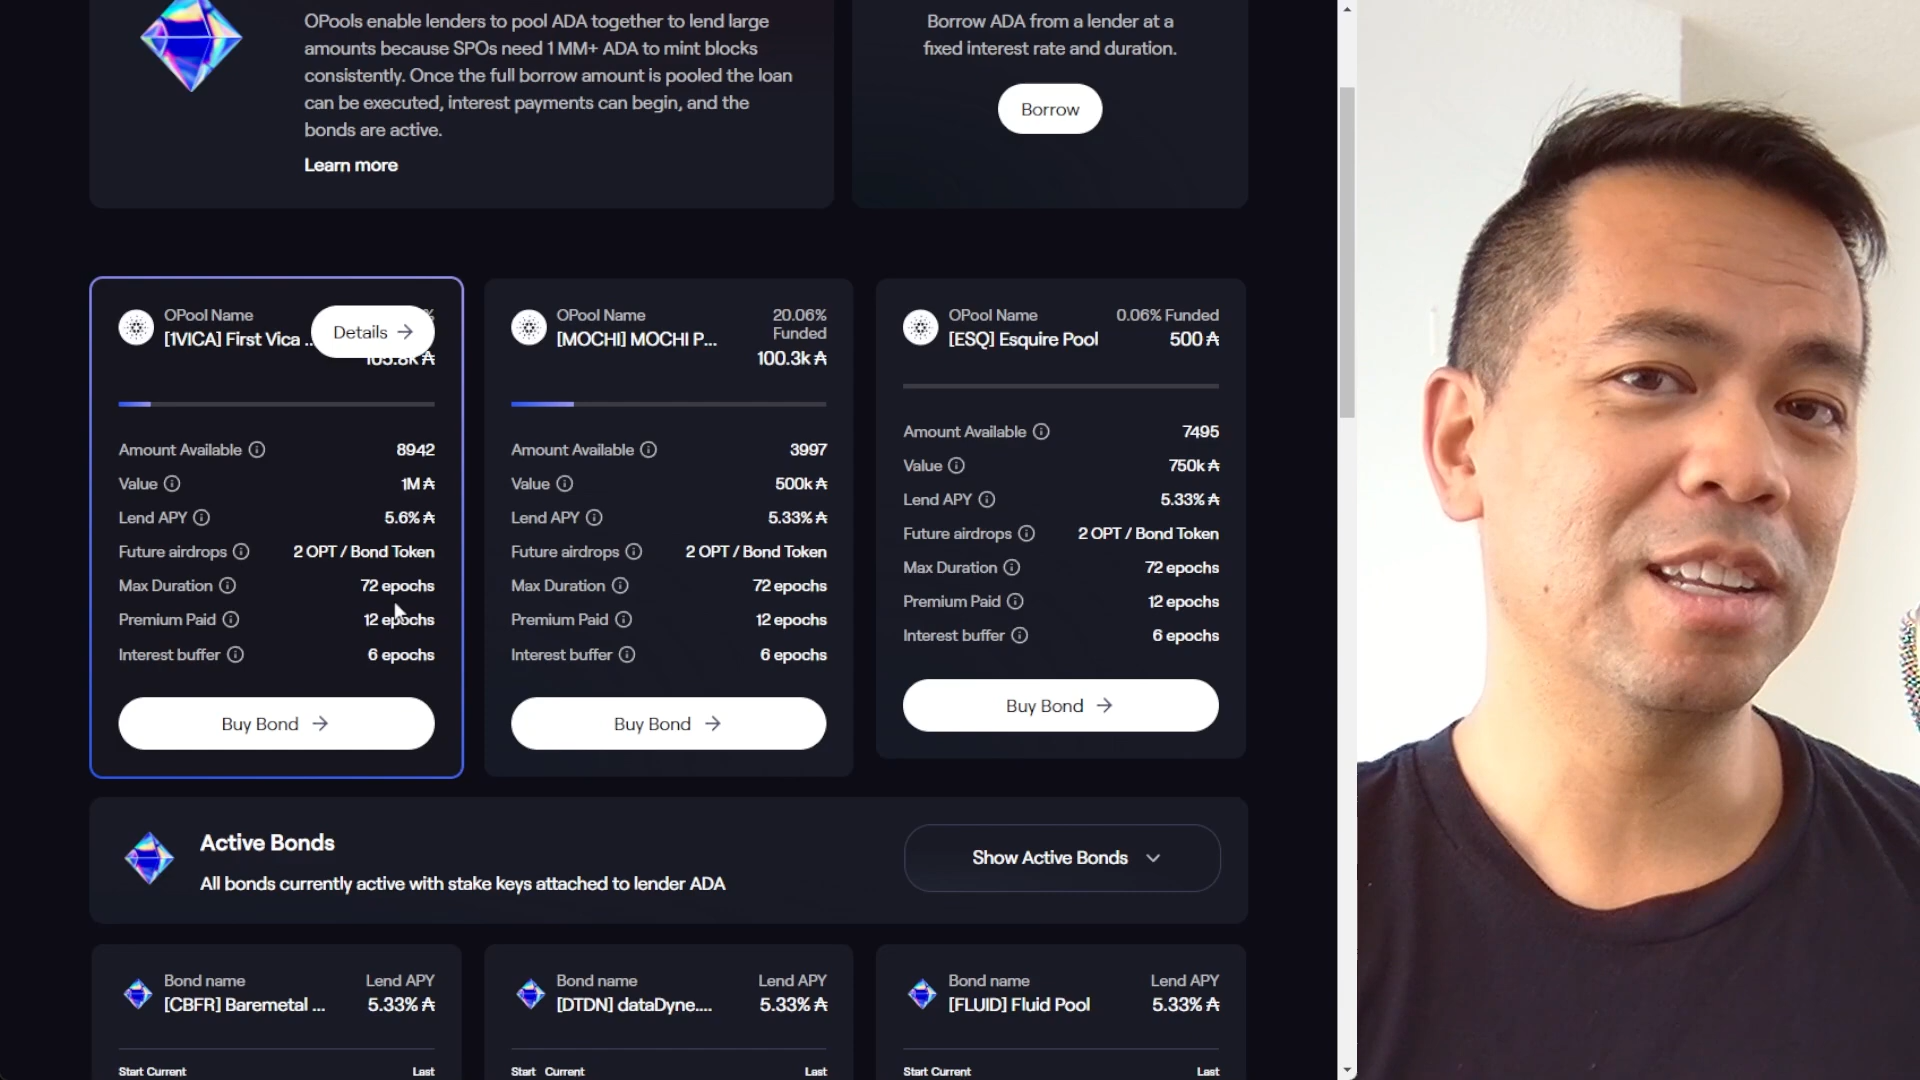 OPools enable lenders to pool ADA together to lend large
amounts because SPOs need 1 MM+ ADA to mint blocks
consistently. Once the full borrow amount is pooled the loan
can be executed, interest payments can begin, and the
bonds are active.
Learn more
Borrow ADA from a lender at a
fixed interest rate and duration.
Borrow
OPool Name
[1VICA] First Vica ...
Details
%
105.8k ₳
Amount Available 8942
Value 1M ₳
Lend APY 5.6% ₳
Future airdrops 2 OPT / Bond Token
Max Duration 72 epochs
Premium Paid 12 epochs
Interest buffer 6 epochs
Buy Bond
OPool Name 20.06%
Funded
[MOCHI] MOCHI P...
100.3k ₳
Amount Available 3997
Value 500k ₳
Lend APY 5.33% ₳
Future airdrops 2 OPT / Bond Token
Max Duration 72 epochs
Premium Paid 12 epochs
Interest buffer 6 epochs
Buy Bond
OPool Name 0.06% Funded
[ESQ] Esquire Pool 500 ₳
Amount Available 7495
Value 750k ₳
Lend APY 5.33% ₳
Future airdrops 2 OPT / Bond Token
Max Duration 72 epochs
Premium Paid 12 epochs
Interest buffer 6 epochs
Buy Bond
Active Bonds
All bonds currently active with stake keys attached to lender ADA
Show Active Bonds
Bond name Lend APY
[CBFR] Baremetal ... 5.33% ₳
Start Current Last
Bond name Lend APY
[DTDN] dataDyne.... 5.33% ₳
Start Current Last
Bond name Lend APY
[FLUID] Fluid Pool 5.33% ₳
Start Current Last